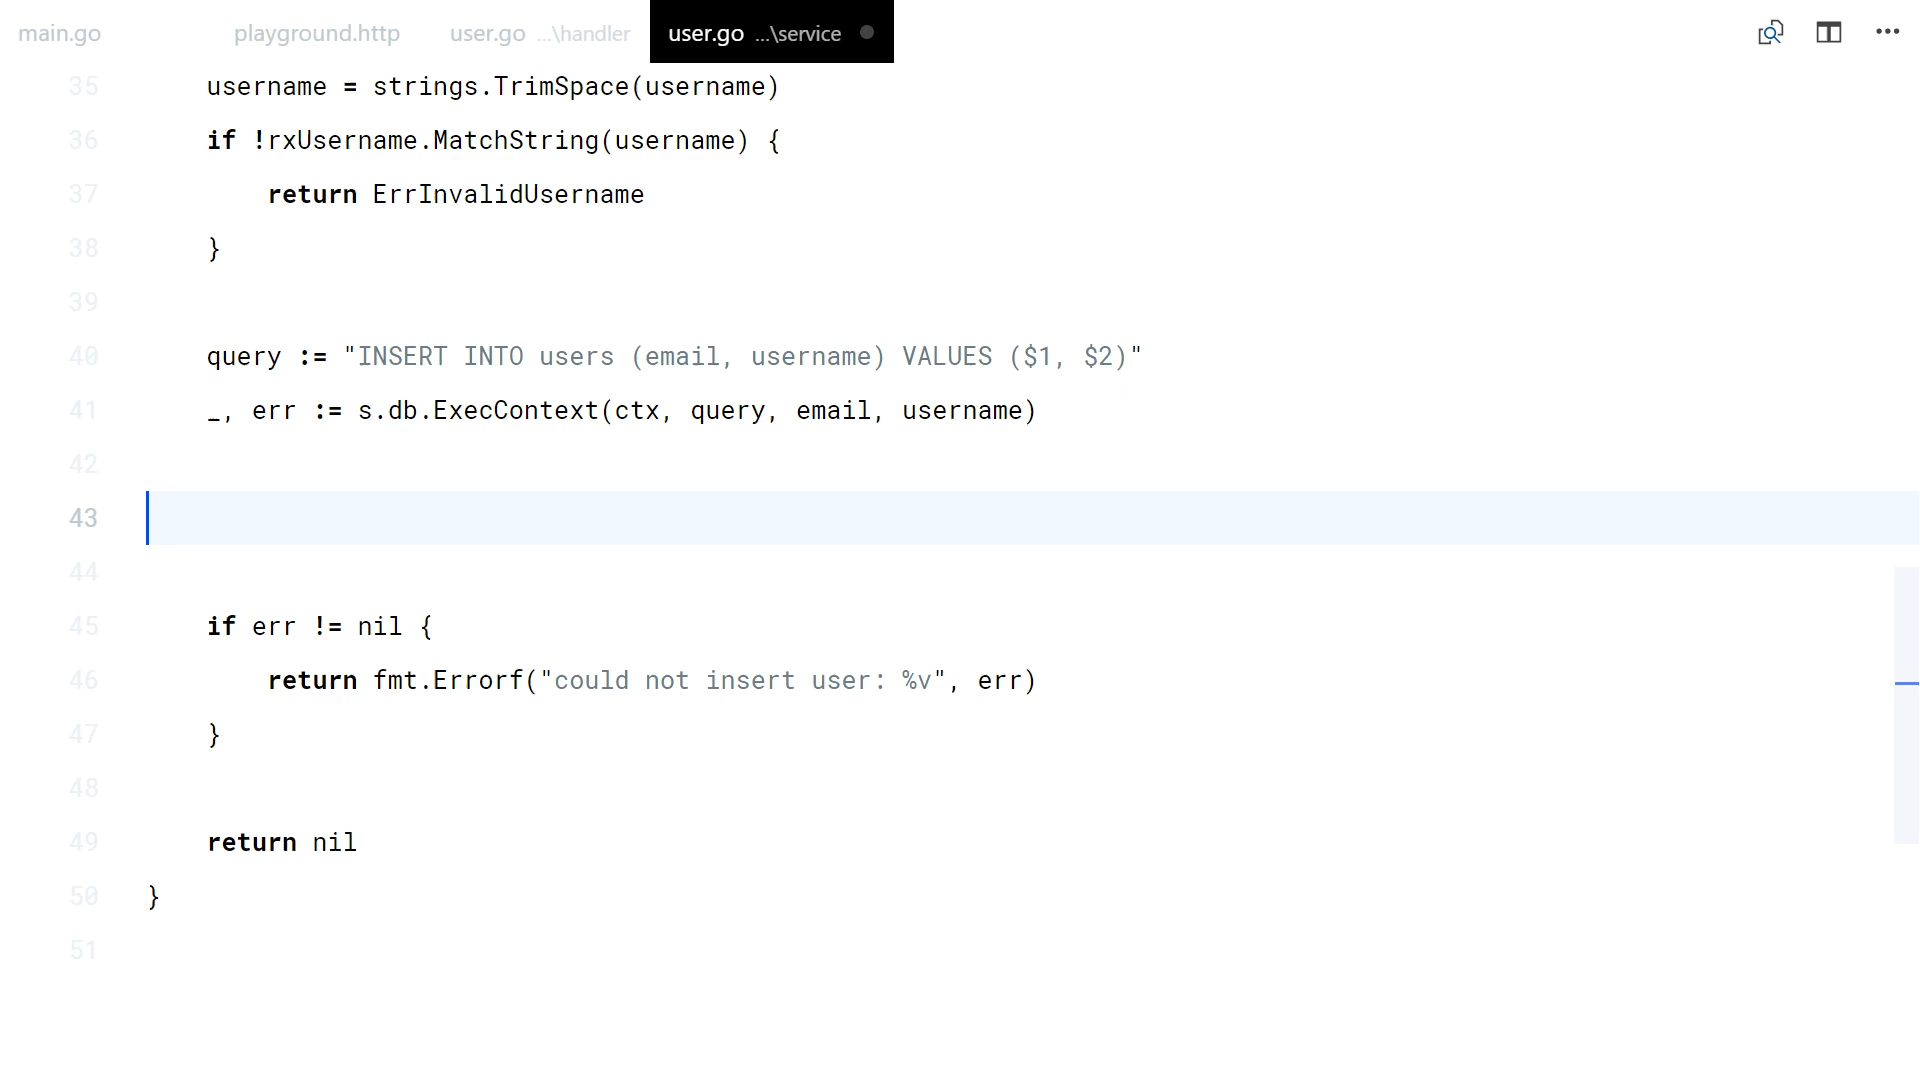 main.go playground.http user.go ...\handler user.go ...\service
35 username = strings.TrimSpace(username)
36 if !rxUsername.MatchString(username) {
37 return ErrInvalidUsername
38 }
39
40 query := "INSERT INTO users (email, username) VALUES ($1, $2)"
41 _, err := s.db.ExecContext(ctx, query, email, username)
42
43
44
45 if err != nil {
46 return fmt.Errorf("could not insert user: %v", err)
47 }
48
49 return nil
50 }
51